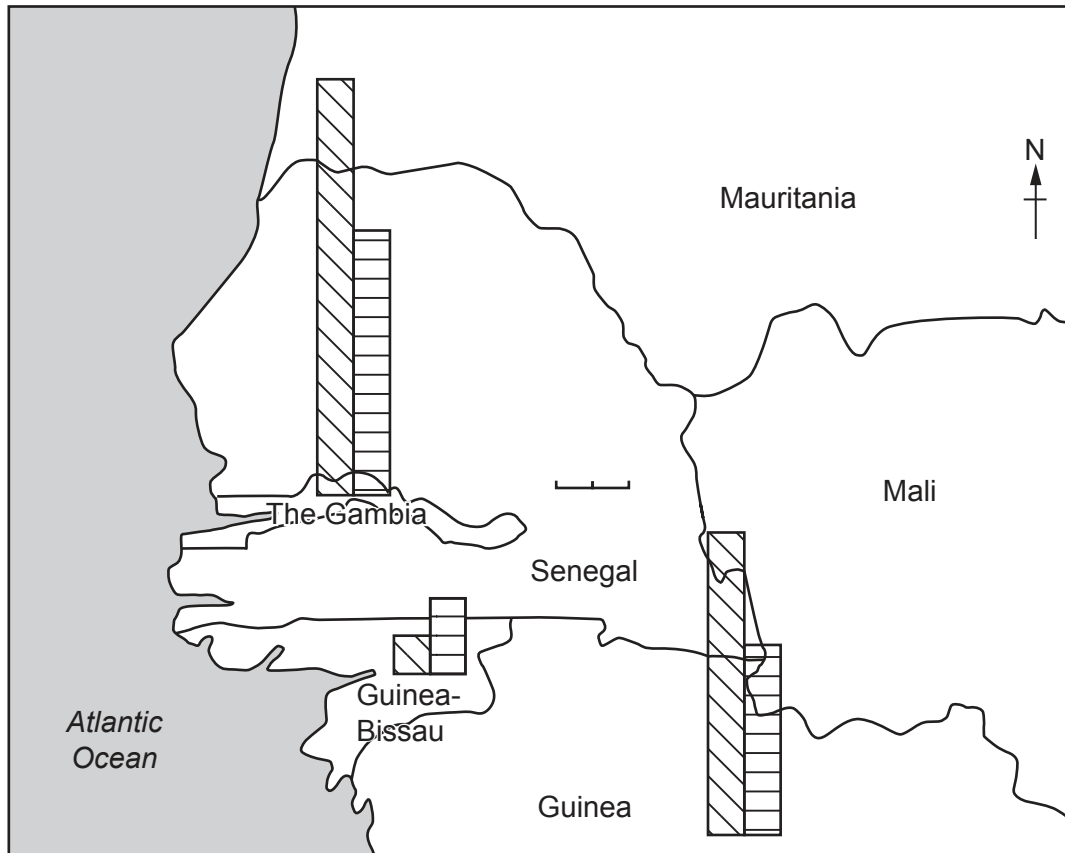 N
Mauritania
Mali
The Gambia
Senegal
Guinea-
Bissau
Atlantic
Ocean
Guinea